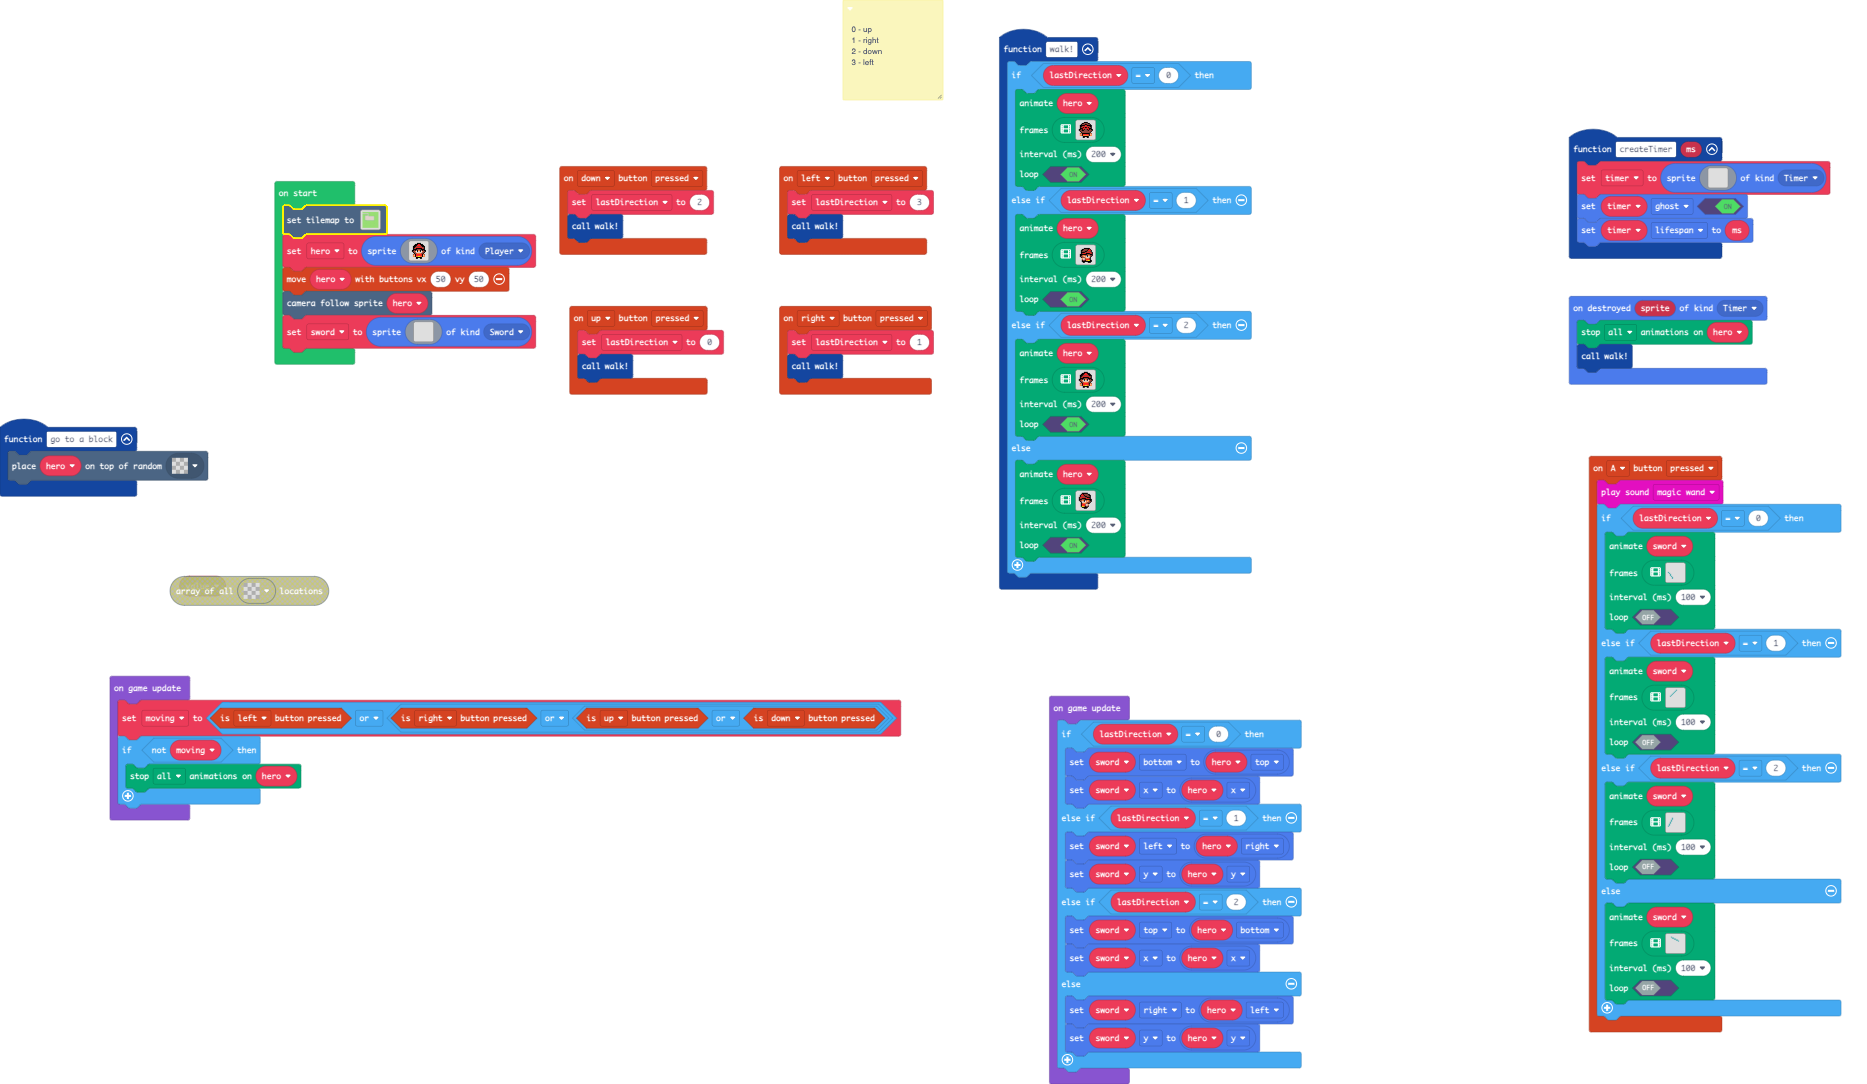 0 - up
1 - right
2 - down
3 - left
on start
set tilemap to
set hero to sprite of kind Player
move hero with buttons vx 50 vy 50
camera follow sprite hero
set sword to sprite of kind Sword
on down button pressed
set lastDirection to 2
call walk!
on left button pressed
set lastDirection to 3
call walk!
on up button pressed
set lastDirection to 0
call walk!
on right button pressed
set lastDirection to 1
call walk!
function go to a block
place hero on top of random
array of all locations
on game update
set moving to is left button pressed or is right button pressed or is up button pressed or is down button pressed
if not moving then
stop all animations on hero
function walk!
if lastDirection = 0 then
animate hero
frames
interval (ms) 200
loop ON
else if lastDirection = 1 then
animate hero
frames
interval (ms) 200
loop ON
else if lastDirection = 2 then
animate hero
frames
interval (ms) 200
loop ON
else
animate hero
frames
interval (ms) 200
loop ON
on game update
if lastDirection = 0 then
set sword bottom to hero top
set sword x to hero x
else if lastDirection = 1 then
set sword left to hero right
set sword y to hero y
else if lastDirection = 2 then
set sword top to hero bottom
set sword x to hero x
else
set sword right to hero left
set sword y to hero y
function createTimer ms
set timer to sprite of kind Timer
set timer ghost ON
set timer lifespan to ms
on destroyed sprite of kind Timer
stop all animations on hero
call walk!
on A button pressed
play sound magic wand
if lastDirection = 0 then
animate sword
frames
interval (ms) 100
loop OFF
else if lastDirection = 1 then
animate sword
frames
interval (ms) 100
loop OFF
else if lastDirection = 2 then
animate sword
frames
interval (ms) 100
loop OFF
else
animate sword
frames
interval (ms) 100
loop OFF